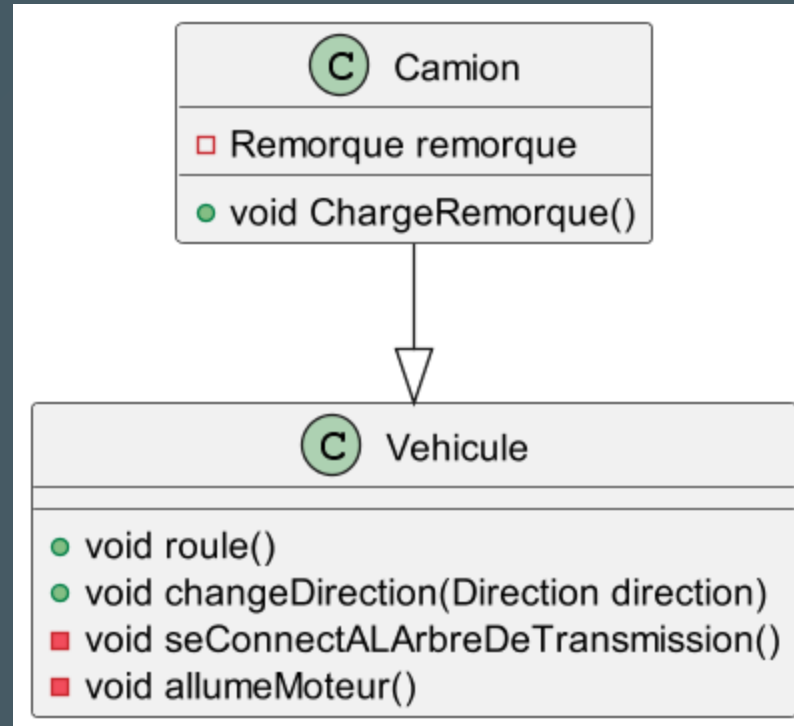 C Camion
Remorque remorque
void ChargeRemorque()
C Vehicule
void roule()
void changeDirection(Direction direction)
void seConnectALArbreDeTransmission()
void allumeMoteur()